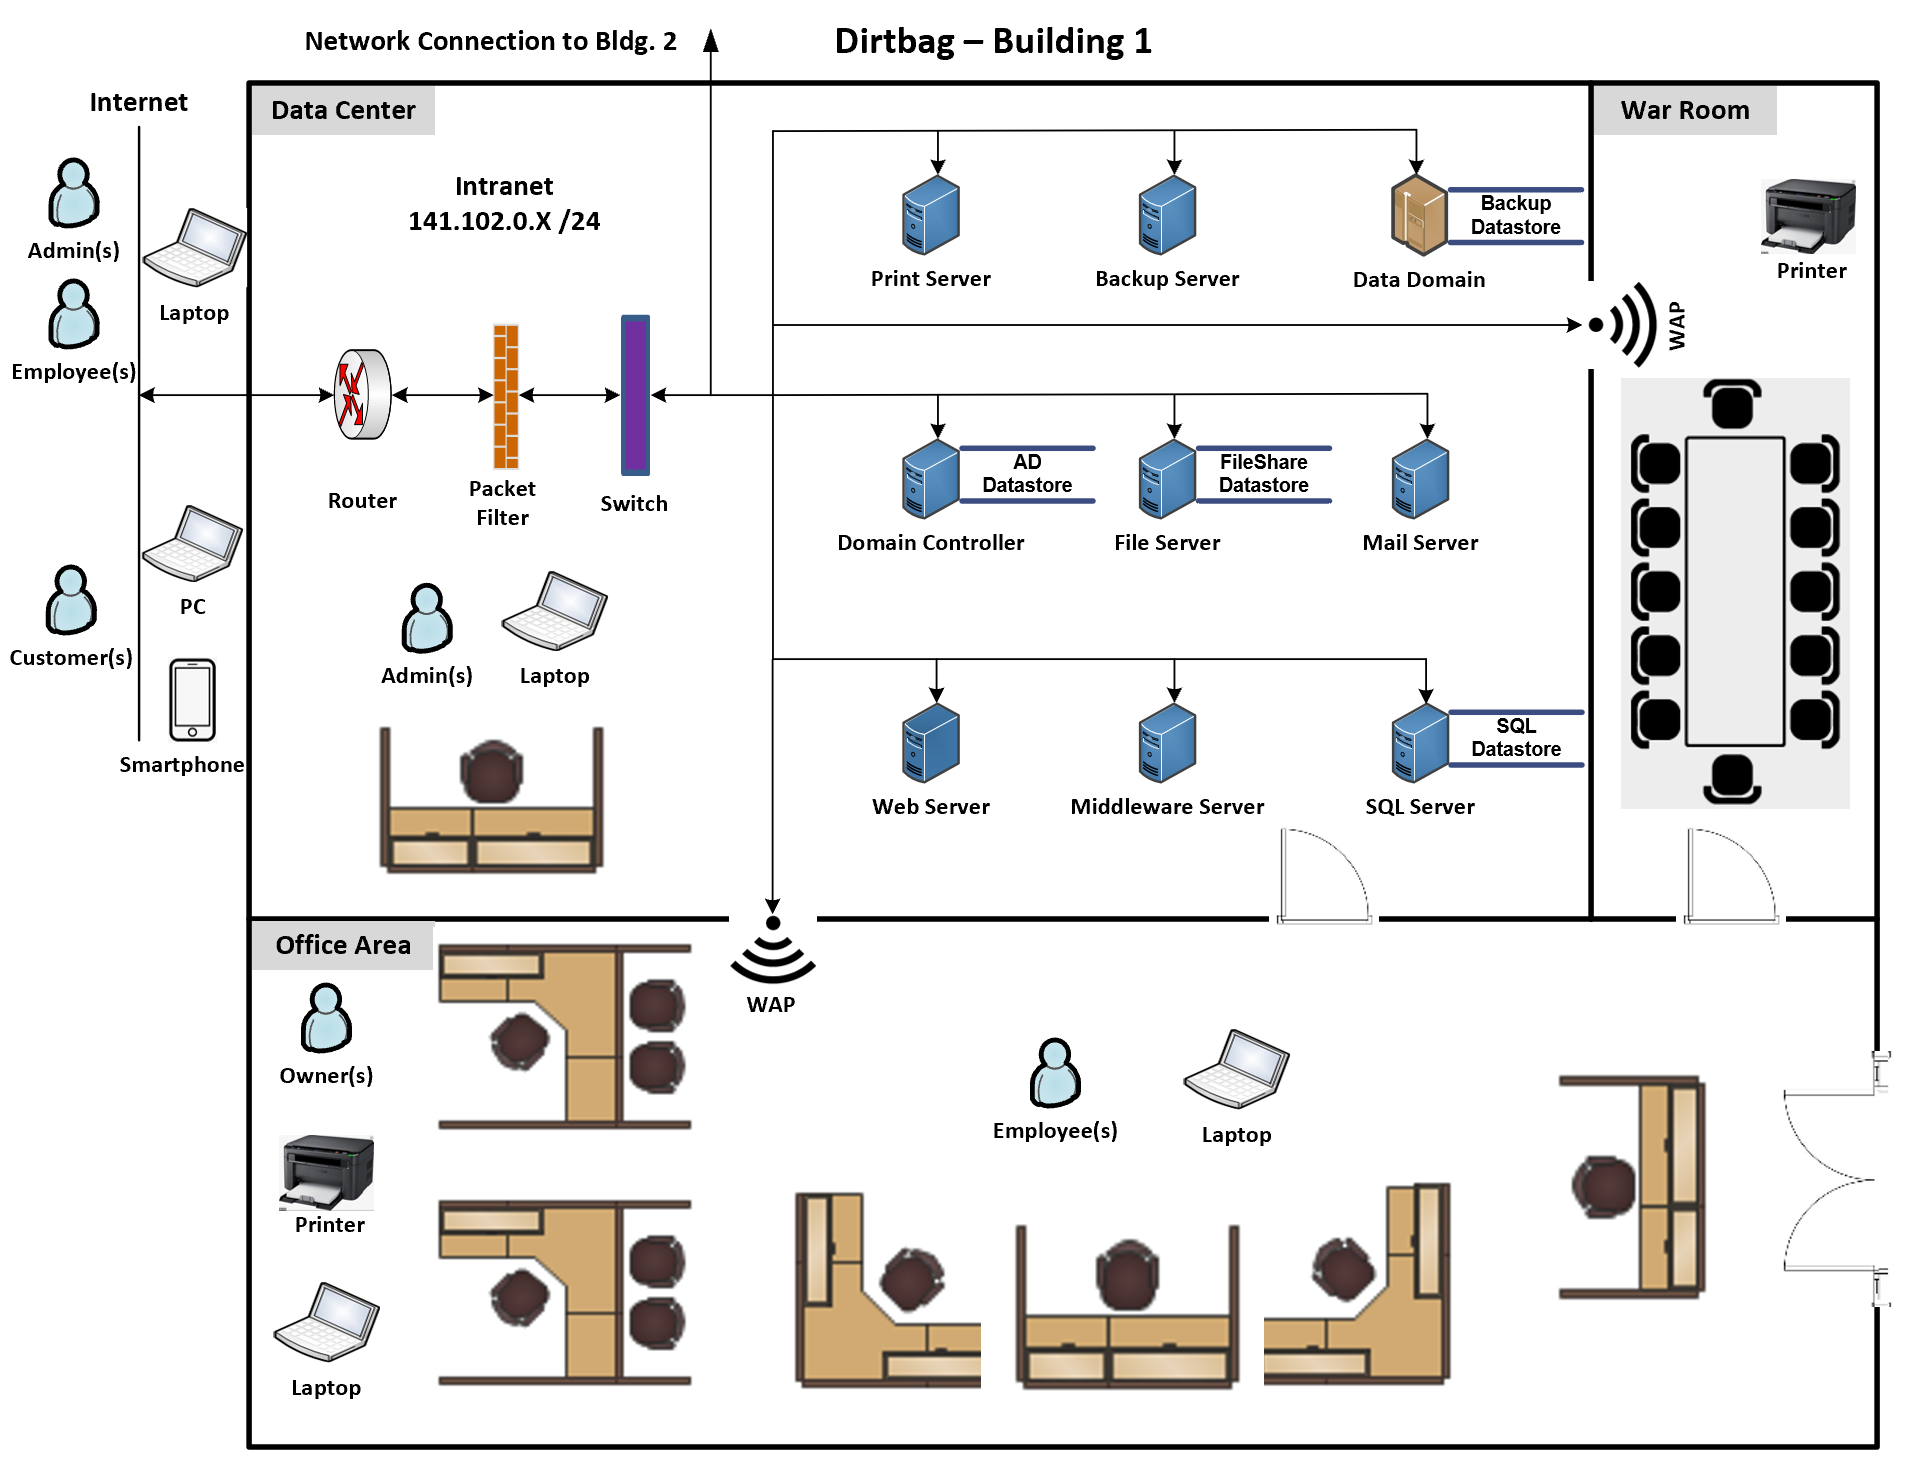 Network Connection to Bldg. 2
Dirtbag – Building 1
Internet
Data Center
War Room
Intranet
141.102.0.X /24
Admin(s)
Laptop
Employee(s)
Print Server
Backup Server
Data Domain
Backup
Datastore
Printer
WAP
Router
Packet
Filter
Switch
AD
Datastore
FileShare
Datastore
Domain Controller
File Server
Mail Server
PC
Customer(s)
Smartphone
Admin(s)
Laptop
SQL
Datastore
Web Server
Middleware Server
SQL Server
Office Area
WAP
Owner(s)
Printer
Laptop
Employee(s)
Laptop